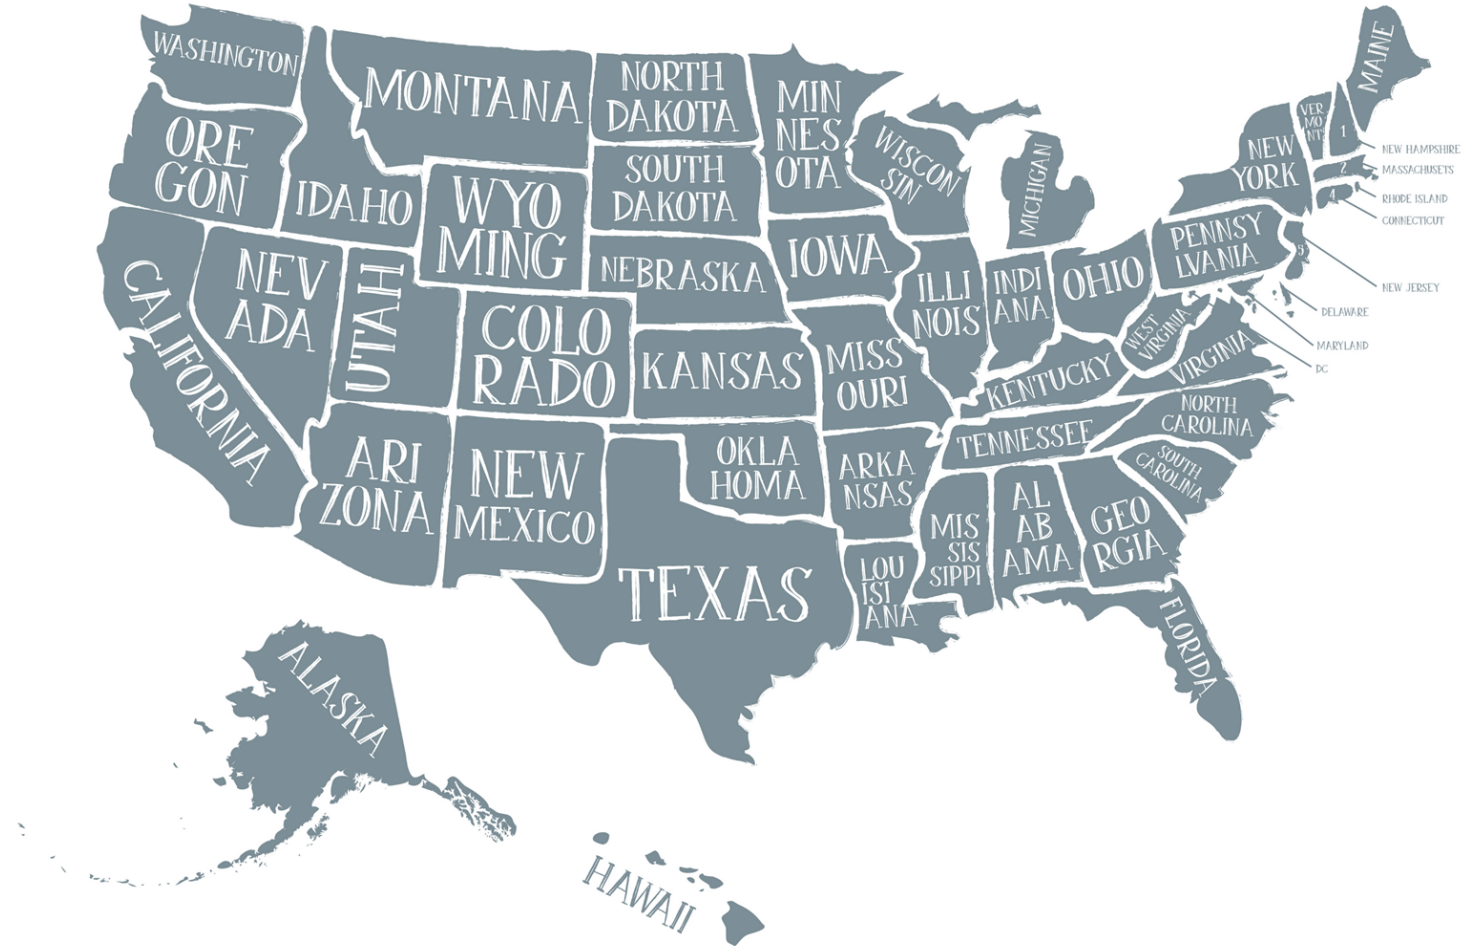 WASHINGTON
ORE
GON
CALIFORNIA
IDAHO
NEV
ADA
MONTANA
WYO
MING
UTAH
COLO
RADO
ARI
ZONA
NEW
MEXICO
NORTH
DAKOTA
SOUTH
DAKOTA
NEBRASKA
KANSAS
OKLA
HOMA
TEXAS
MIN
NES
OTA
IOWA
MISS
OURI
ARKA
NSAS
LOU
ISI
ANA
WISCON
SIN
ILLI
NOIS
MICHIGAN
INDI
ANA
OHIO
KENTUCKY
TENNESSEE
MIS
SIS
SIPPI
AL
AB
AMA
GEO
RGIA
FLORIDA
SOUTH
CAROLINA
NORTH
CAROLINA
VIRGINIA
WEST
VIRGINIA
PENNSY
LVANIA
NEW
YORK
VER
MO
NT
MAINE
1
2
5
NEW HAMPSHIRE
MASSACHUSETS
RHODE ISLAND
CONNECTICUT
NEW JERSEY
DELAWARE
MARYLAND
DC
ALASKA
HAWAII